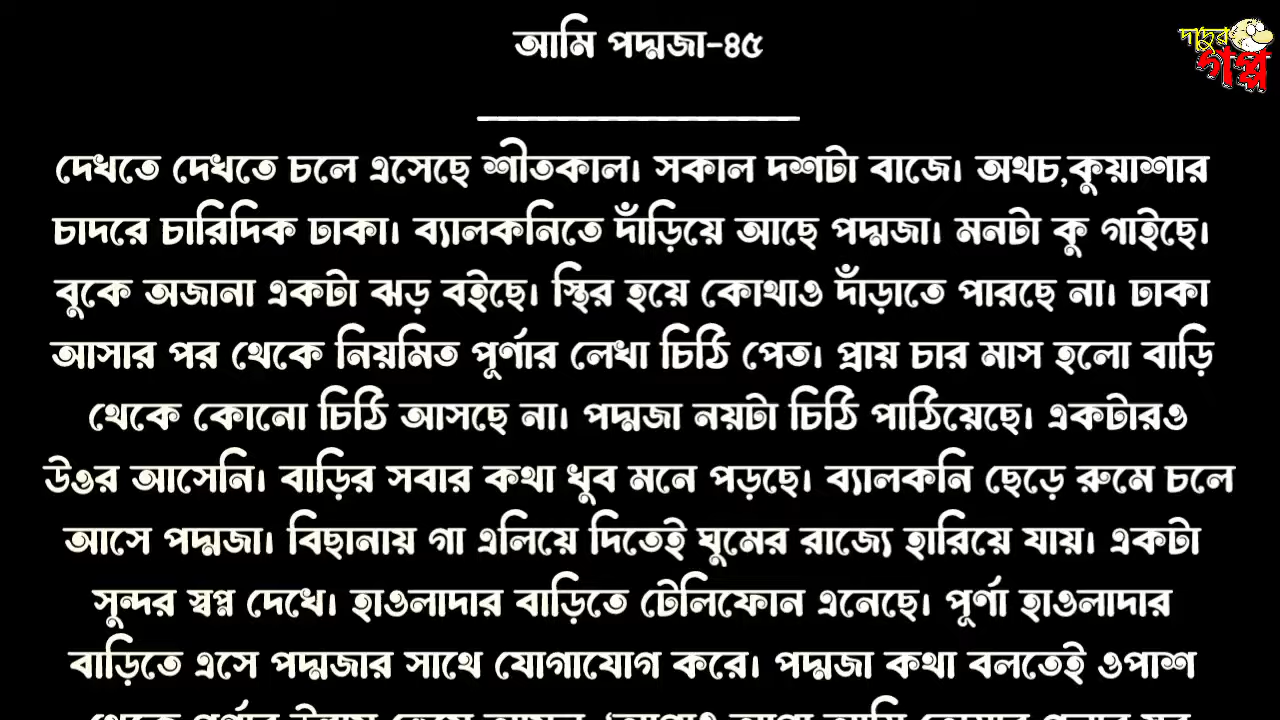 আমি পদ্মজা-৪৫
দাদুর
গল্প
দেখতে দেখতে চলে এসেছে শীতকাল। সকাল দশটা বাজে। অথচ,কুয়াশার
চাদরে চারিদিক ঢাকা। ব্যালকনিতে দাঁড়িয়ে আছে পদ্মজা। মনটা কু গাইছে।
বুকে অজানা একটা ঝড় বইছে। স্থির হয়ে কোথাও দাঁড়াতে পারছে না। ঢাকা
আসার পর থেকে নিয়মিত পূর্ণার লেখা চিঠি পেত। প্রায় চার মাস হলো বাড়ি
থেকে কোনো চিঠি আসছে না। পদ্মজা নয়টা চিঠি পাঠিয়েছে। একটারও
উওর আসেনি। বাড়ির সবার কথা খুব মনে পড়ছে। ব্যালকনি ছেড়ে রুমে চলে
আসে পদ্মজা। বিছানায় গা এলিয়ে দিতেই ঘুমের রাজ্যে হারিয়ে যায়। একটা
সুন্দর স্বপ্ন দেখে। হাওলাদার বাড়িতে টেলিফোন এনেছে। পূর্ণা হাওলাদার
বাড়িতে এসে পদ্মজার সাথে যোগাযোগ করে। পদ্মজা কথা বলতেই ওপাশ